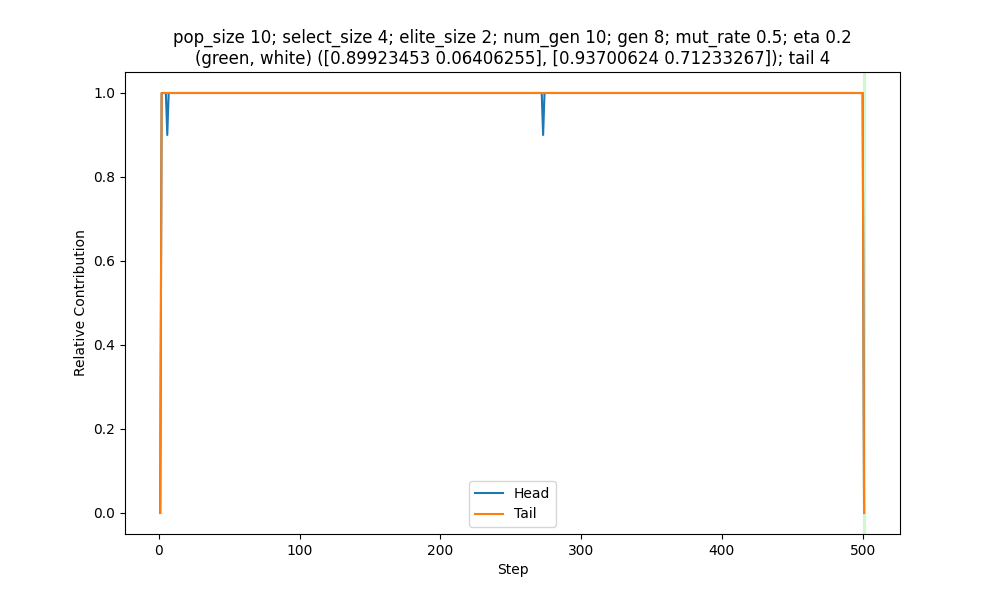 pop_size 10; select_size 4; elite_size 2; num_gen 10; gen 8; mut_rate 0.5; eta 0.2
(green, white) ([0.89923453 0.06406255], [0.93700624 0.71233267]); tail 4
1.0
0.8
0.6
0.4
0.2
0.0
Relative Contribution
Head
Tail
0 100 200 300 400 500
Step